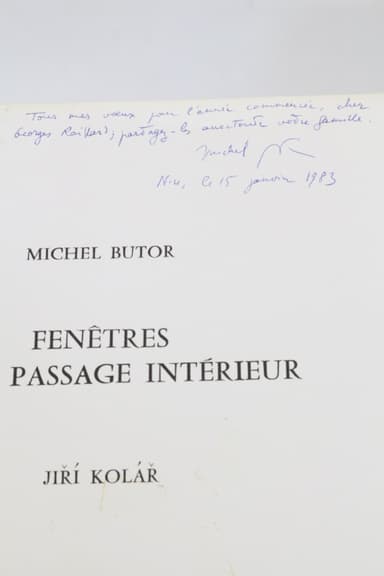 Tous mes vœux pour l'année commencée, cher
Georges Raillard; partagez-les avec toute votre famille.
Michel
le 15 janvier 1983
MICHEL BUTOR
FENÊTRES
PASSAGE INTÉRIEUR
JIŘÍ KOLÁŘ